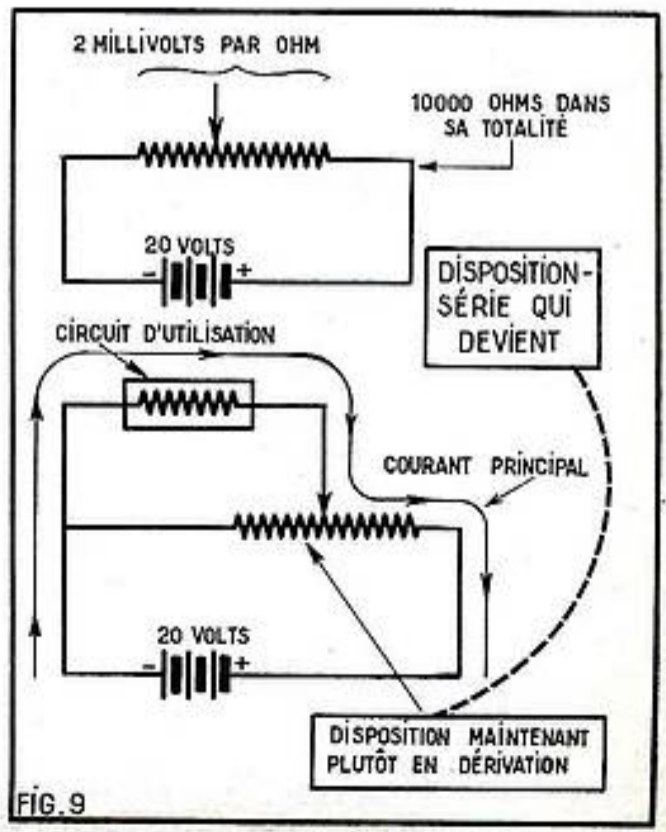 2 MILLIVOLTS PAR OHM
10000 OHMS DANS
SA TOTALITÉ
20 VOLTS
- +
DISPOSITION-
SÉRIE QUI
DEVIENT
CIRCUIT D'UTILISATION
COURANT PRINCIPAL
20 VOLTS
- +
DISPOSITION MAINTENANT
PLUTÔT EN DÉRIVATION
FIG.9